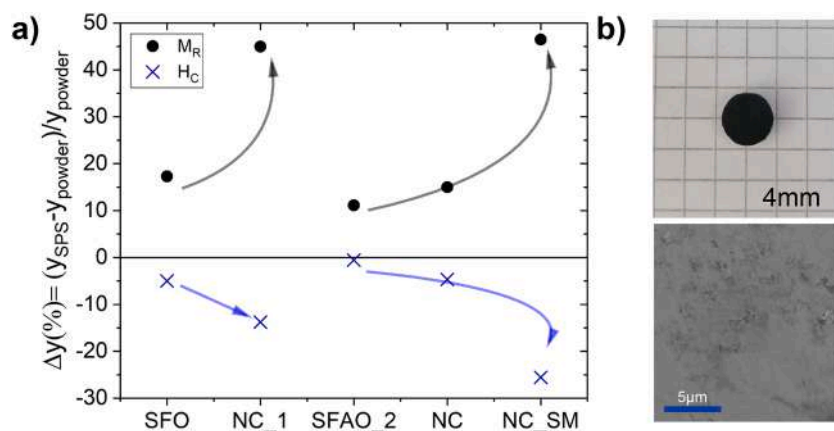 a)
b)
Δy(%)= (y_SPS-y_powder)/y_powder
50
40
30
20
10
0
-10
-20
-30
M_R
H_C
SFO
NC_1
SFAO_2
NC
NC_SM
4mm
5μm